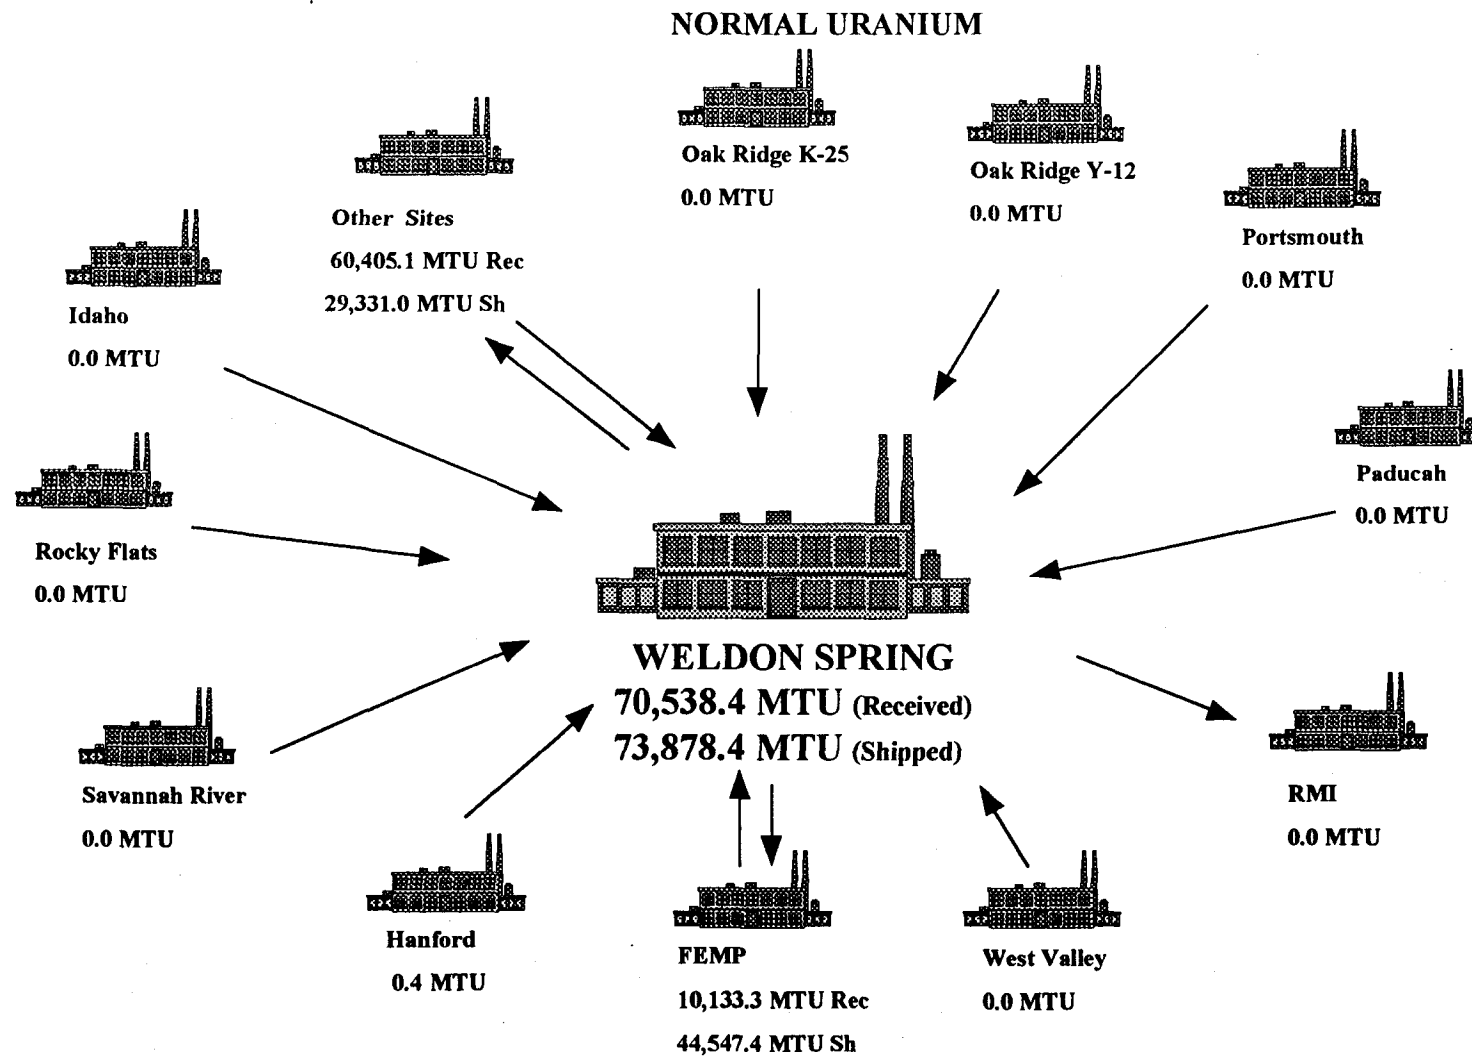 NORMAL URANIUM
Oak Ridge K-25
0.0 MTU
Oak Ridge Y-12
0.0 MTU
Other Sites
60,405.1 MTU Rec
29,331.0 MTU Sh
Portsmouth
0.0 MTU
Idaho
0.0 MTU
Paducah
0.0 MTU
Rocky Flats
0.0 MTU
WELDON SPRING
70,538.4 MTU (Received)
73,878.4 MTU (Shipped)
Savannah River
0.0 MTU
RMI
0.0 MTU
Hanford
0.4 MTU
FEMP
10,133.3 MTU Rec
44,547.4 MTU Sh
West Valley
0.0 MTU